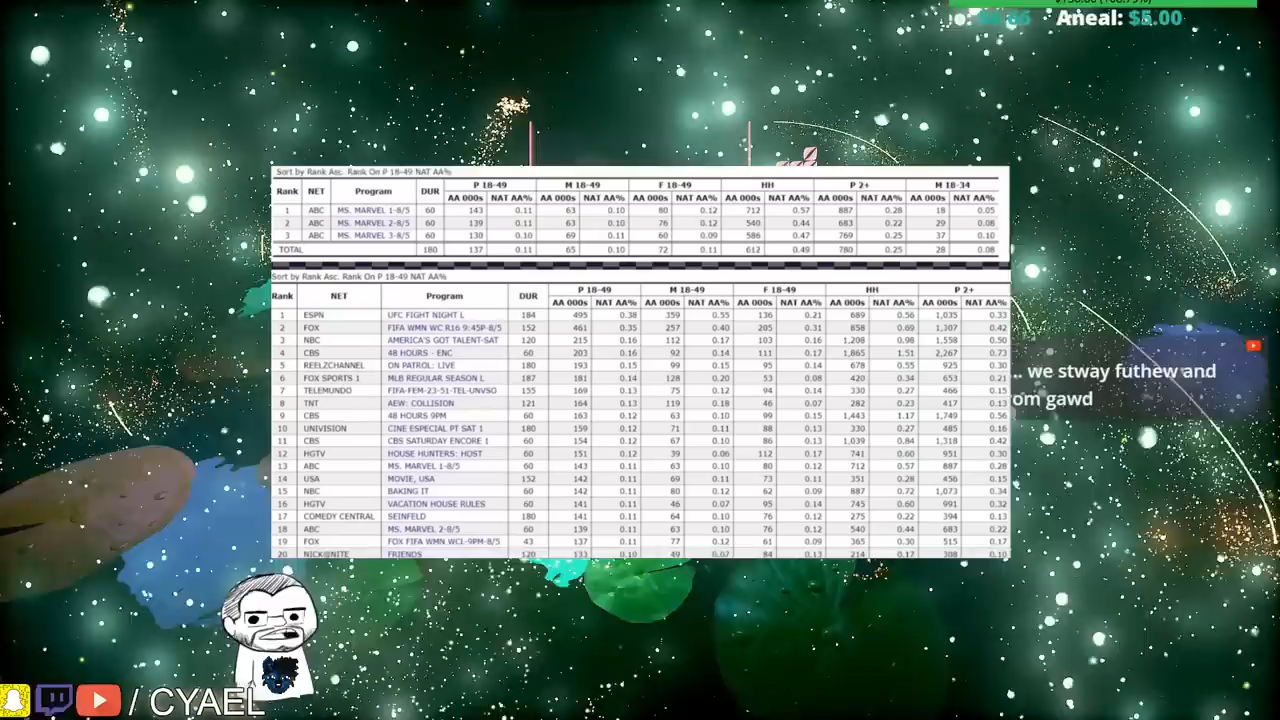 $150.00 (108.75%)
Aneal: $5.00
Sort by Rank Asc. Rank On P 18-49 NAT AA%
Rank NET Program DUR P 18-49 M 18-49 F 18-49 HH P 2+ M 18-34
AA 000s NAT AA% AA 000s NAT AA% AA 000s NAT AA% AA 000s NAT AA% AA 000s NAT AA% AA 000s NAT AA%
1 ABC MS. MARVEL 1-8/5 60 143 0.11 63 0.10 80 0.12 712 0.57 887 0.28 18 0.05
2 ABC MS. MARVEL 2-8/5 60 139 0.11 63 0.10 76 0.12 540 0.44 683 0.22 29 0.08
3 ABC MS. MARVEL 3-8/5 60 130 0.10 69 0.11 60 0.09 586 0.47 769 0.25 37 0.10
TOTAL 180 137 0.11 65 0.10 72 0.11 612 0.49 780 0.25 28 0.08
Sort by Rank Asc. Rank On P 18-49 NAT AA%
Rank NET Program DUR P 18-49 M 18-49 F 18-49 HH P 2+
AA 000s NAT AA% AA 000s NAT AA% AA 000s NAT AA% AA 000s NAT AA% AA 000s NAT AA%
1 ESPN UFC FIGHT NIGHT L 184 495 0.38 359 0.55 136 0.21 689 0.56 1,035 0.33
2 FOX FIFA WMN WC R16 9:45P-8/5 152 461 0.35 257 0.40 205 0.31 858 0.69 1,307 0.42
3 NBC AMERICA'S GOT TALENT-SAT 120 215 0.16 112 0.17 103 0.16 1,208 0.98 1,558 0.50
4 CBS 48 HOURS - ENC 60 203 0.16 92 0.14 111 0.17 1,865 1.51 2,267 0.73
5 REELZCHANNEL ON PATROL: LIVE 180 193 0.15 99 0.15 95 0.14 678 0.55 925 0.30
6 FOX SPORTS 1 MLB REGULAR SEASON L 187 181 0.14 128 0.20 53 0.08 420 0.34 653 0.21
7 TELEMUNDO FIFA-FEM-23-51-TEL-UNVSO 155 169 0.13 75 0.12 94 0.14 330 0.27 466 0.15
8 TNT AEW: COLLISION 121 164 0.13 119 0.18 46 0.07 282 0.23 417 0.13
9 CBS 48 HOURS 9PM 60 163 0.12 63 0.10 99 0.15 1,443 1.17 1,749 0.56
10 UNIVISION CINE ESPECIAL PT SAT 1 180 159 0.12 71 0.11 88 0.13 330 0.27 485 0.16
11 CBS CBS SATURDAY ENCORE 1 60 154 0.12 67 0.10 86 0.13 1,039 0.84 1,318 0.42
12 HGTV HOUSE HUNTERS: HOST 60 151 0.12 39 0.06 112 0.17 741 0.60 951 0.30
13 ABC MS. MARVEL 1-8/5 60 143 0.11 63 0.10 80 0.12 712 0.57 887 0.28
14 USA MOVIE, USA 152 142 0.11 69 0.11 73 0.11 351 0.28 456 0.15
15 NBC BAKING IT 60 142 0.11 80 0.12 62 0.09 887 0.72 1,073 0.34
16 HGTV VACATION HOUSE RULES 60 141 0.11 46 0.07 95 0.14 745 0.60 991 0.32
17 COMEDY CENTRAL SEINFELD 180 141 0.11 64 0.10 76 0.12 275 0.22 394 0.13
18 ABC MS. MARVEL 2-8/5 60 139 0.11 63 0.10 76 0.12 540 0.44 683 0.22
19 FOX FOX FIFA WMN WCL-9PM-8/5 43 137 0.11 77 0.12 61 0.09 365 0.30 515 0.17
20 NICK@NITE FRIENDS 120 133 0.10 49 0.07 84 0.13 214 0.17 308 0.10
... we stway futhew and
om gawd
/ CYAEL